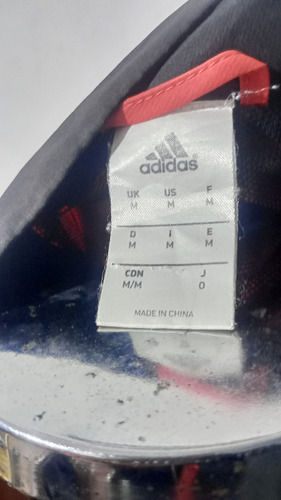 adidas®
UK US F
M M M
D I E
M M M
CDN J
M/M O
MADE IN CHINA